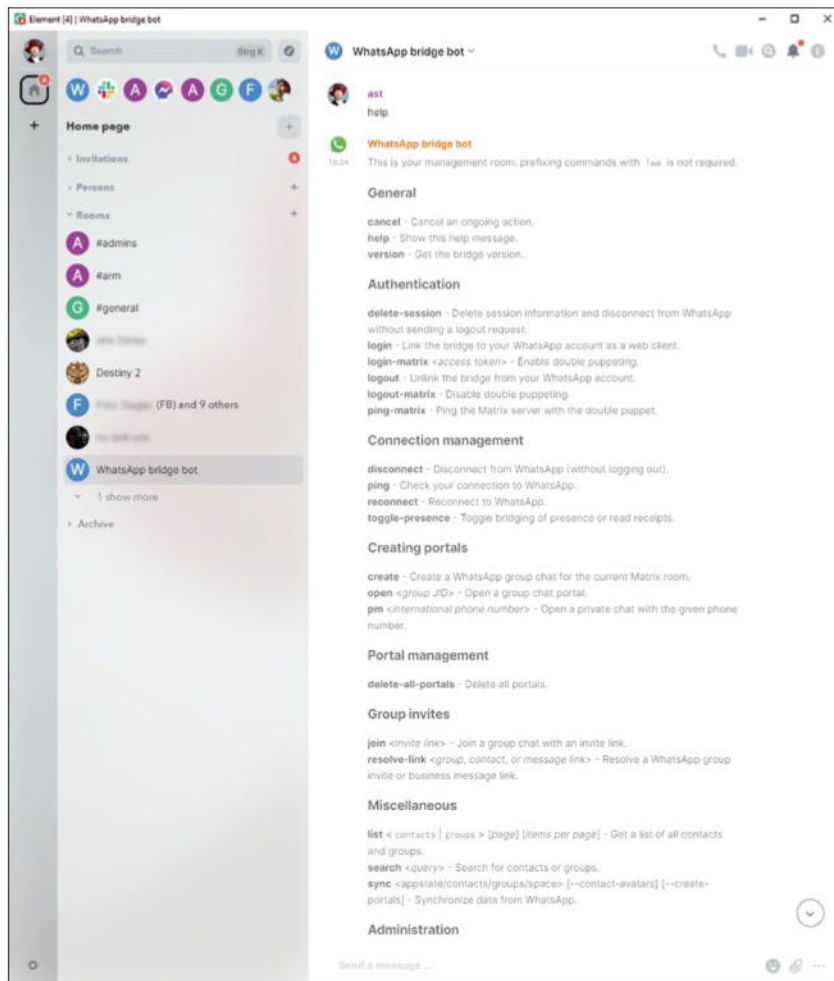 Element [4] | WhatsApp bridge bot
Search
Strg K
W
A
A
G
F
4
Home page
Invitations
4
Persons
Rooms
A #admins
A #arm
G #general
Destiny 2
F (FB) and 9 others
W WhatsApp bridge bot
1 show more
Archive
W WhatsApp bridge bot
ast
help
WhatsApp bridge bot
18:24 This is your management room: prefixing commands with !wa is not required.
General
cancel - Cancel an ongoing action.
help - Show this help message.
version - Get the bridge version.
Authentication
delete-session - Delete session information and disconnect from WhatsApp
without sending a logout request.
login - Link the bridge to your WhatsApp account as a web client.
login-matrix <access token> - Enable double puppeting.
logout - Unlink the bridge from your WhatsApp account.
logout-matrix - Disable double puppeting.
ping-matrix - Ping the Matrix server with the double puppet.
Connection management
disconnect - Disconnect from WhatsApp (without logging out).
ping - Check your connection to WhatsApp.
reconnect - Reconnect to WhatsApp.
toggle-presence - Toggle bridging of presence or read receipts.
Creating portals
create - Create a WhatsApp group chat for the current Matrix room.
open <group JID> - Open a group chat portal.
pm <international phone number> - Open a private chat with the given phone
number.
Portal management
delete-all-portals - Delete all portals.
Group invites
join <invite link> - Join a group chat with an invite link.
resolve-link <group, contact, or message link> - Resolve a WhatsApp group
invite or business message link.
Miscellaneous
list < contacts | groups > [page] [items per page] - Get a list of all contacts
and groups.
search <query> - Search for contacts or groups.
sync <appstate/contacts/groups/space> [--contact-avatars] [--create-
portals] - Synchronize data from WhatsApp.
Administration
Send a message ...